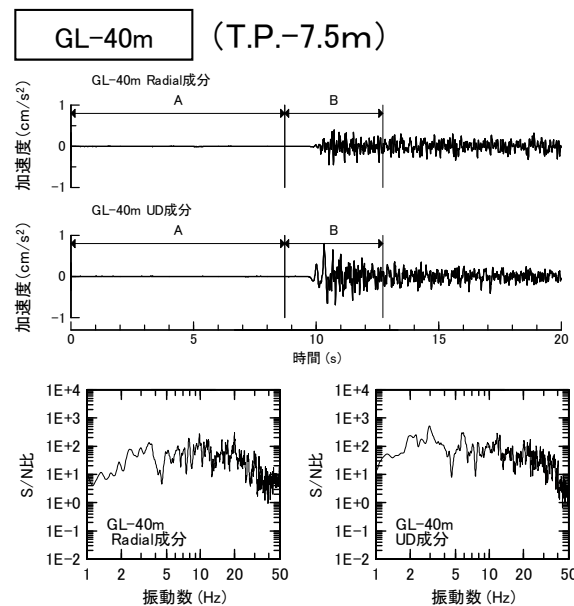 GL-40m (T.P.-7.5m)
GL-40m Radial成分
A B
加速度(cm/s²)
1
0
-1
GL-40m UD成分
A B
加速度(cm/s²)
1
0
-1
0 5 10 15 20
時間(s)
S/N比
1E+4
1E+3
1E+2
1E+1
1E+0
1E-1
1E-2
GL-40m
Radial成分
1 2 5 10 20 50
振動数(Hz)
S/N比
1E+4
1E+3
1E+2
1E+1
1E+0
1E-1
1E-2
GL-40m
UD成分
1 2 5 10 20 50
振動数(Hz)